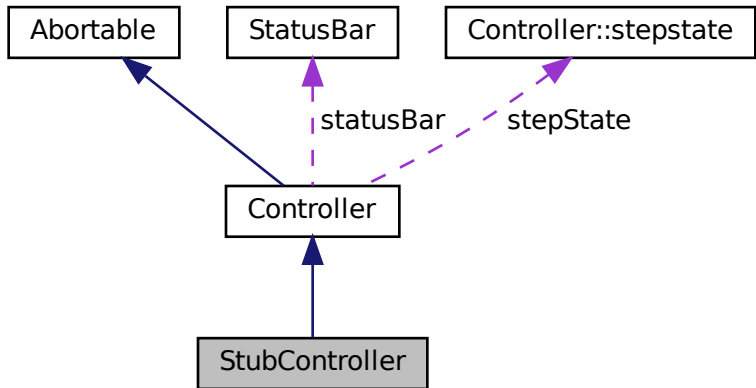 Abortable
StatusBar
Controller::stepstate
statusBar
stepState
Controller
StubController